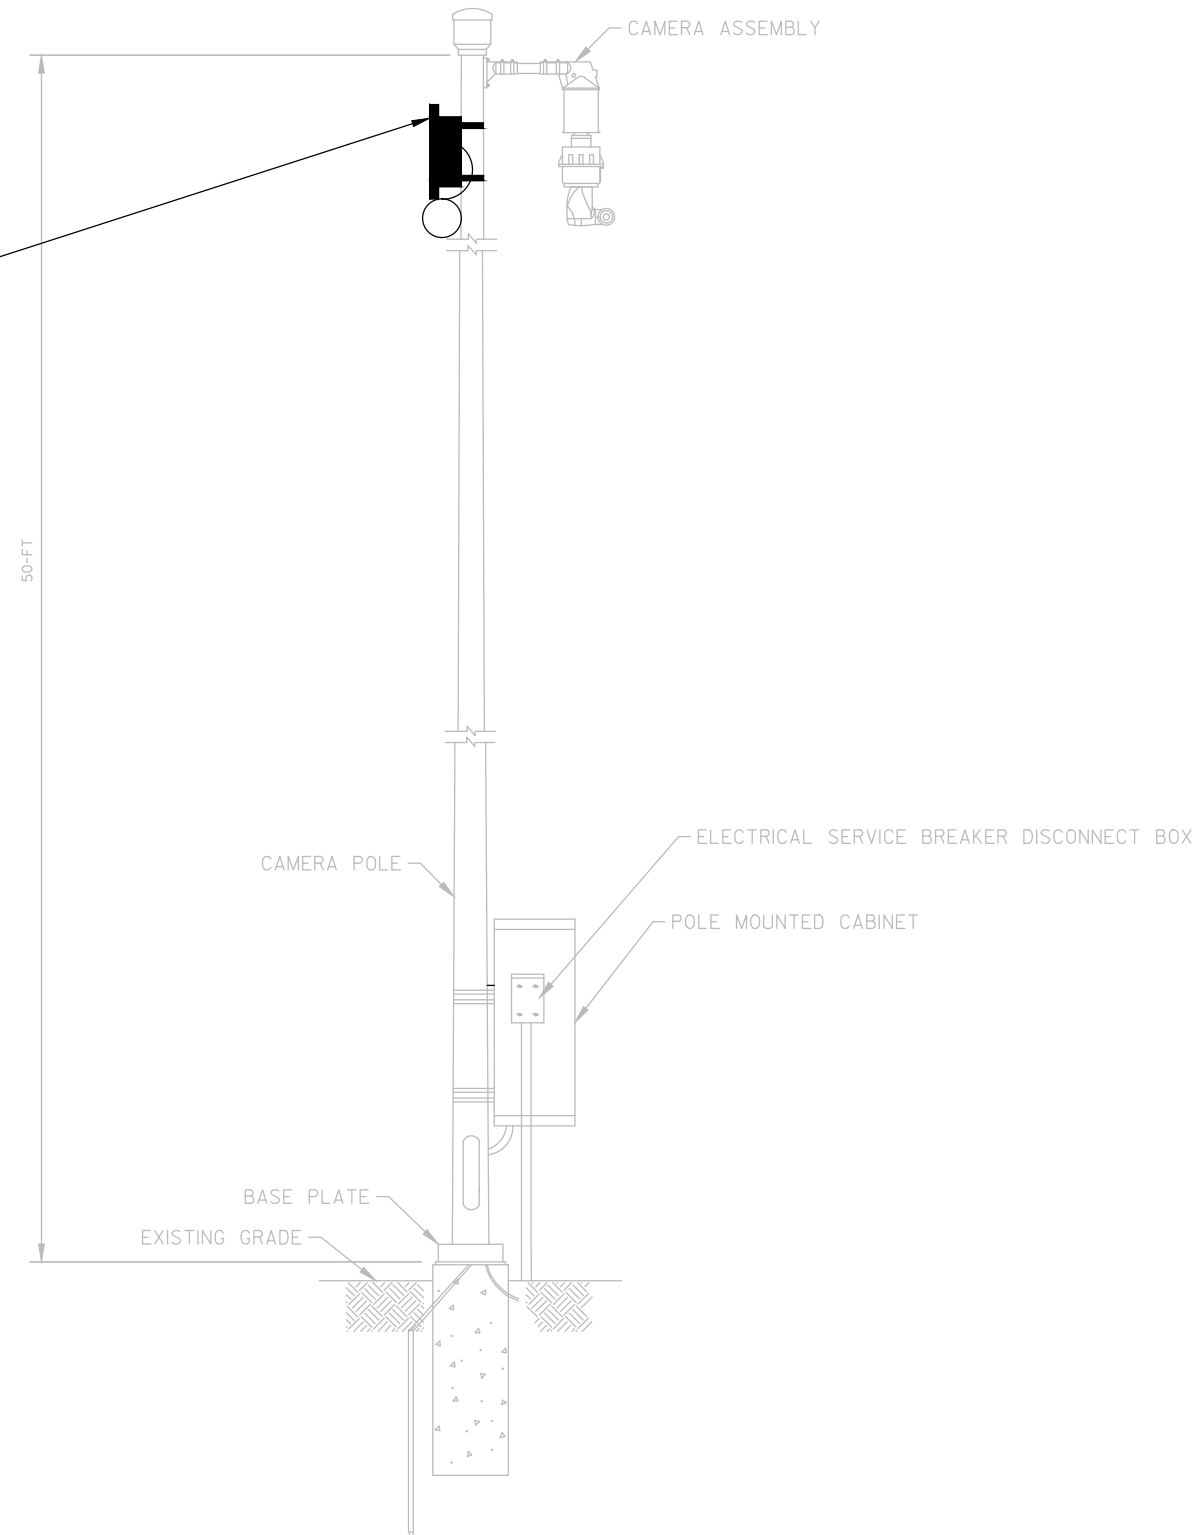 CAMERA ASSEMBLY
50-FT
ELECTRICAL SERVICE BREAKER DISCONNECT BOX
CAMERA POLE
POLE MOUNTED CABINET
BASE PLATE
EXISTING GRADE